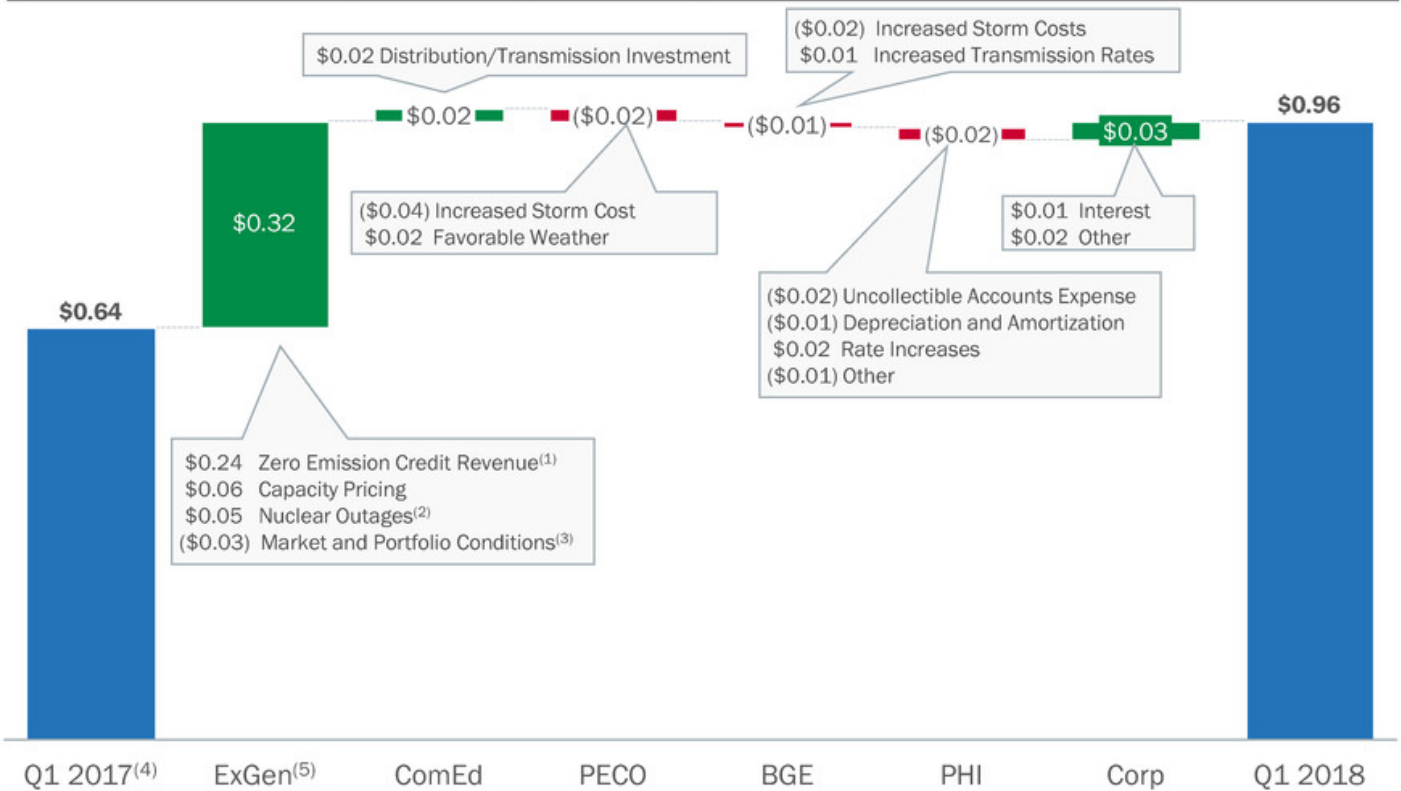 $0.02 Distribution/Transmission Investment
($0.02) Increased Storm Costs
$0.01 Increased Transmission Rates
$0.64
$0.32
$0.02
($0.02)
($0.01)
($0.02)
$0.03
$0.96
($0.04) Increased Storm Cost
$0.02 Favorable Weather
$0.01 Interest
$0.02 Other
($0.02) Uncollectible Accounts Expense
($0.01) Depreciation and Amortization
$0.02 Rate Increases
($0.01) Other
$0.24 Zero Emission Credit Revenue(1)
$0.06 Capacity Pricing
$0.05 Nuclear Outages(2)
($0.03) Market and Portfolio Conditions(3)
Q1 2017(4) ExGen(5) ComEd PECO BGE PHI Corp Q1 2018